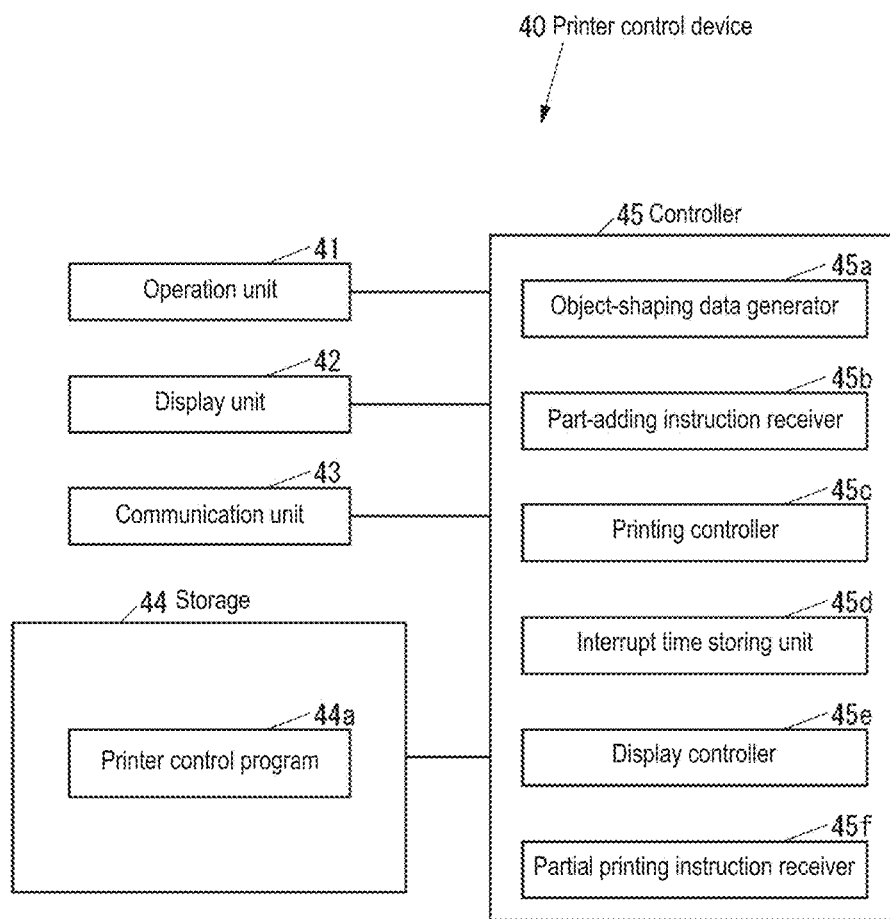 40 Printer control device
45 Controller
41
Operation unit
42
Display unit
43
Communication unit
44 Storage
44a
Printer control program
45a
Object-shaping data generator
45b
Part-adding instruction receiver
45c
Printing controller
45d
Interrupt time storing unit
45e
Display controller
45f
Partial printing instruction receiver